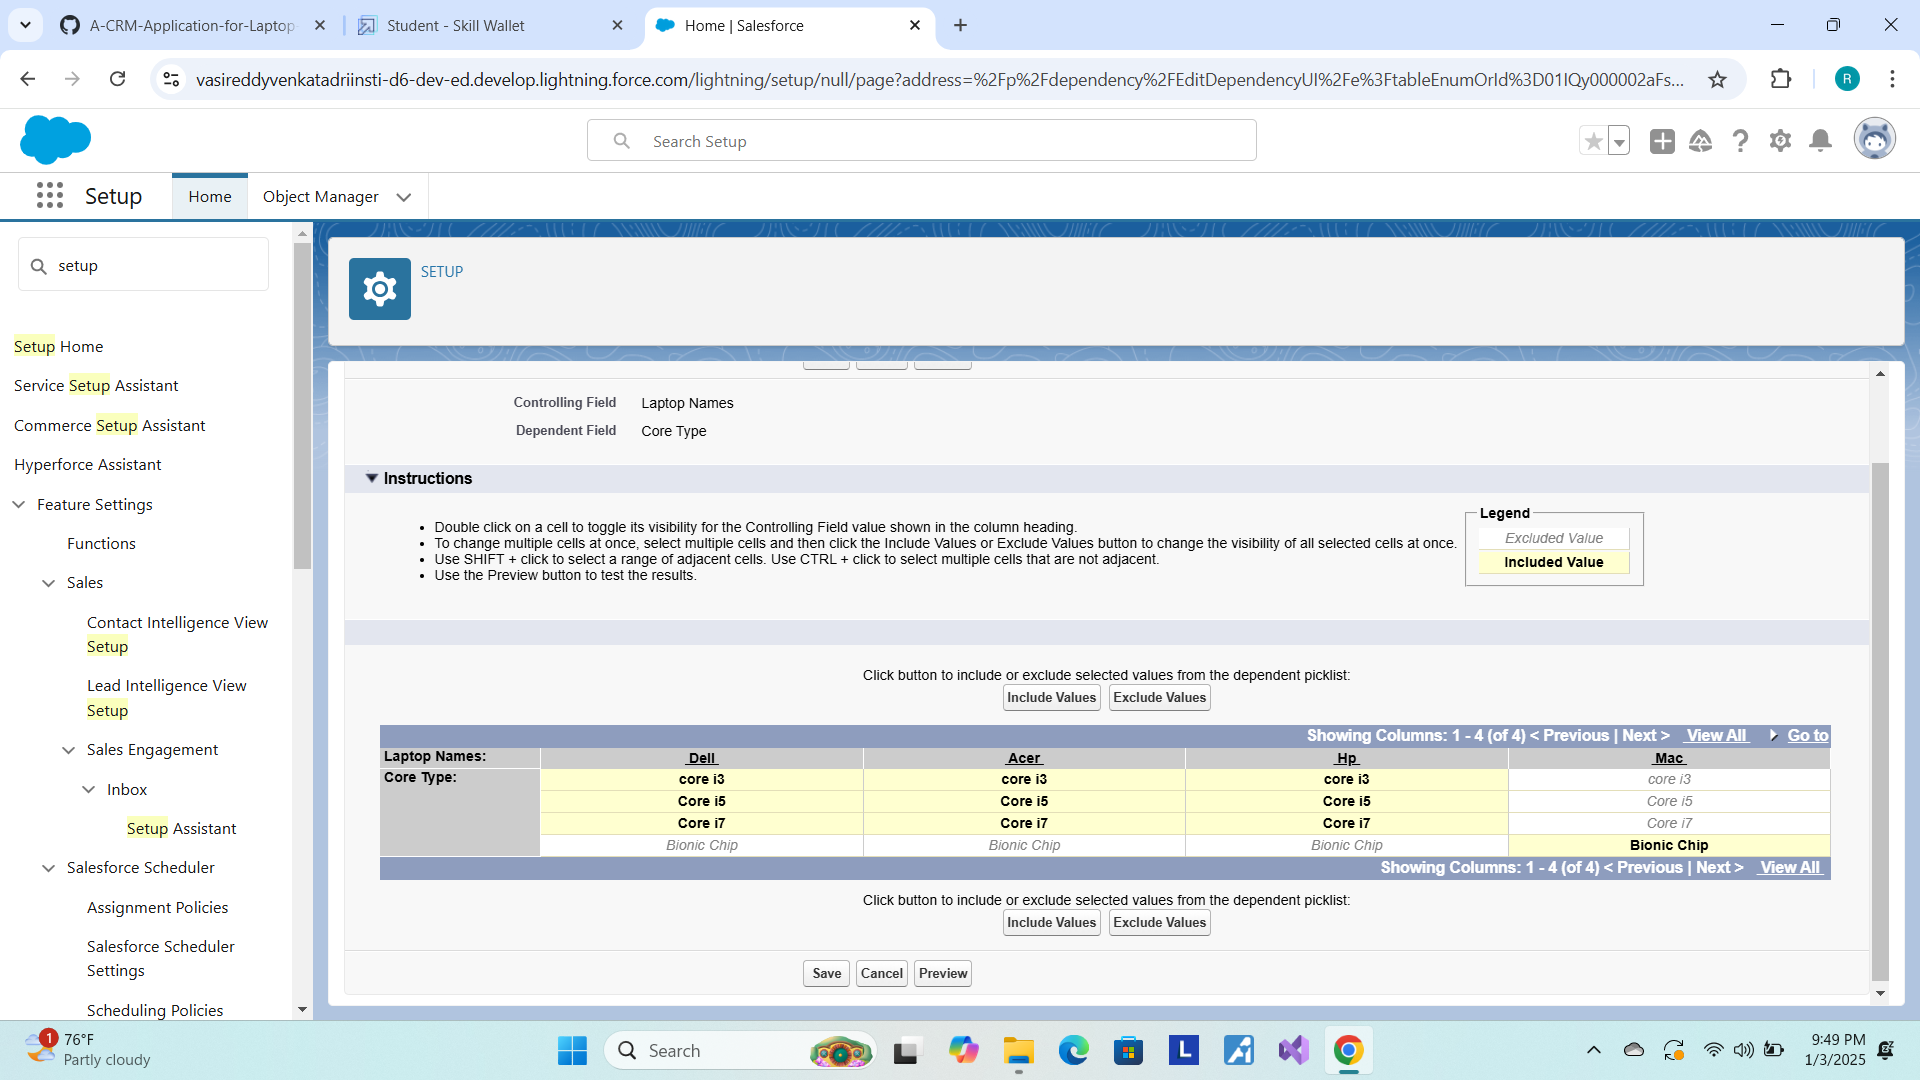 A-CRM-Application-for-Laptop-
Student - Skill Wallet
Home | Salesforce
vasireddyvenkatadriinsti-d6-dev-ed.develop.lightning.force.com/lightning/setup/null/page?address=%2Fp%2Fdependency%2FEditDependencyUI%2Fe%3FtableEnumOrId%3D01IQy000002aFs...
R
Search Setup
Setup
Home
Object Manager
setup
SETUP
Setup Home
Service Setup Assistant
Commerce Setup Assistant
Hyperforce Assistant
Feature Settings
Functions
Sales
Contact Intelligence View
Setup
Lead Intelligence View
Setup
Sales Engagement
Inbox
Setup Assistant
Salesforce Scheduler
Assignment Policies
Salesforce Scheduler
Settings
Scheduling Policies
Controlling Field Laptop Names
Dependent Field Core Type
Instructions
• Double click on a cell to toggle its visibility for the Controlling Field value shown in the column heading.
• To change multiple cells at once, select multiple cells and then click the Include Values or Exclude Values button to change the visibility of all selected cells at once.
• Use SHIFT + click to select a range of adjacent cells. Use CTRL + click to select multiple cells that are not adjacent.
• Use the Preview button to test the results.
Legend
Excluded Value
Included Value
Click button to include or exclude selected values from the dependent picklist:
Include Values Exclude Values
Showing Columns: 1 - 4 (of 4) < Previous | Next > View All Go to
Laptop Names: Dell Acer Hp Mac
Core Type: core i3 core i3 core i3 core i3
Core i5 Core i5 Core i5 Core i5
Core i7 Core i7 Core i7 Core i7
Bionic Chip Bionic Chip Bionic Chip Bionic Chip
Showing Columns: 1 - 4 (of 4) < Previous | Next > View All
Click button to include or exclude selected values from the dependent picklist:
Include Values Exclude Values
Save Cancel Preview
1
76°F
Partly cloudy
Search
L
9:49 PM
1/3/2025